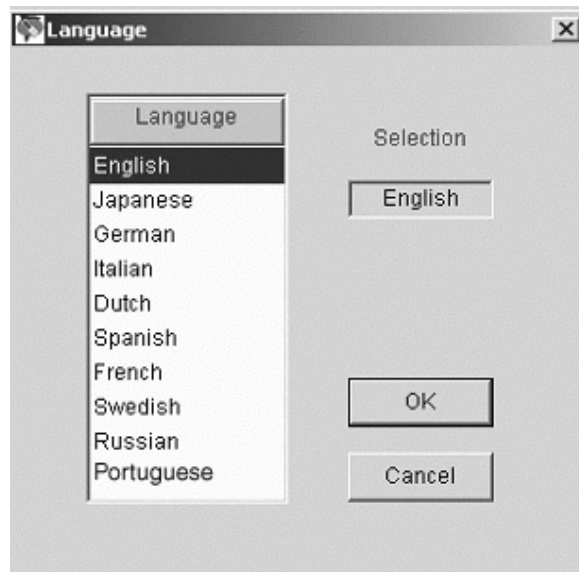 Language
Language
English
Japanese
German
Italian
Dutch
Spanish
French
Swedish
Russian
Portuguese
Selection
English
OK
Cancel